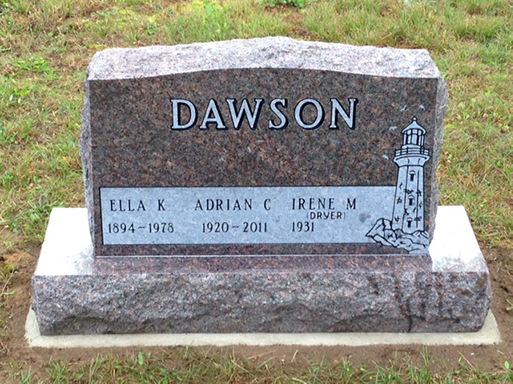 DAWSON
ELLA K ADRIAN C IRENE M
(DRYER)
1894-1978 1920-2011 1931